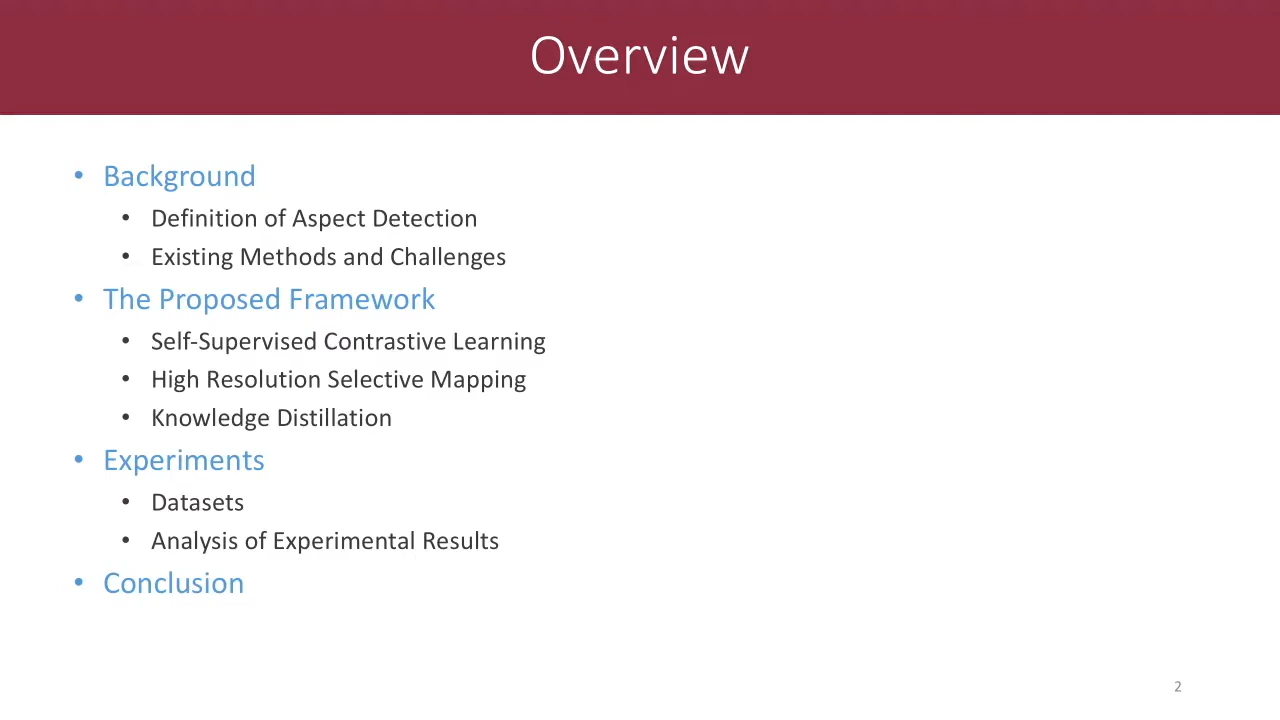 Overview
• Background
• Definition of Aspect Detection
• Existing Methods and Challenges
• The Proposed Framework
• Self-Supervised Contrastive Learning
• High Resolution Selective Mapping
• Knowledge Distillation
• Experiments
• Datasets
• Analysis of Experimental Results
• Conclusion
2